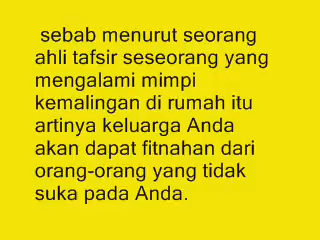 sebab menurut seorang
ahli tafsir seseorang yang
mengalami mimpi
kemalingan di rumah itu
artinya keluarga Anda
akan dapat fitnahan dari
orang-orang yang tidak
suka pada Anda.